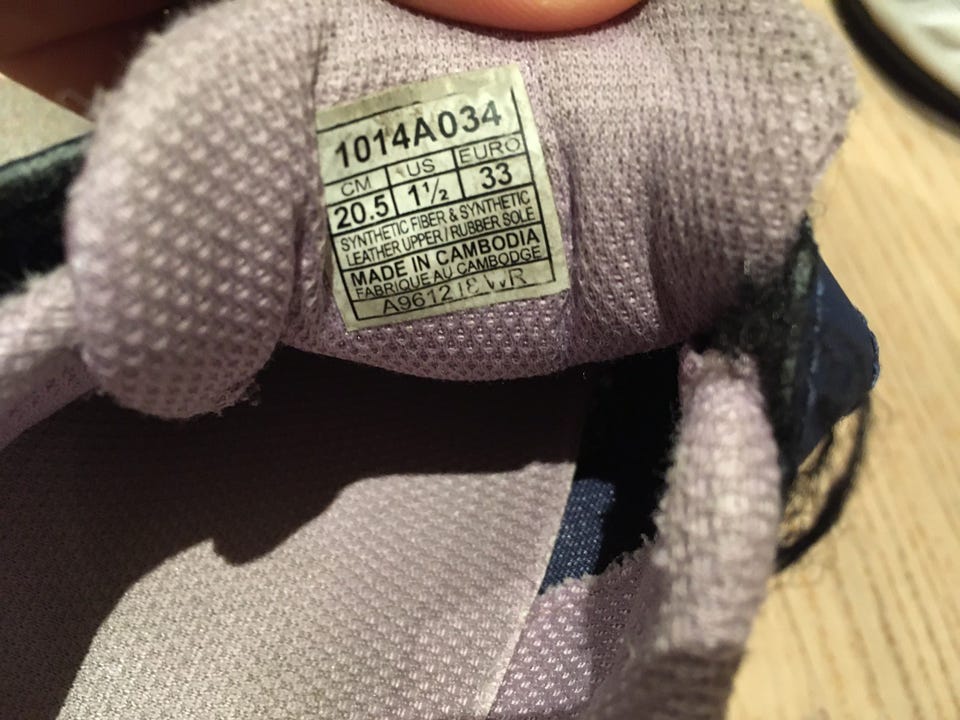 1014A034
CM US EURO
20.5 1½ 33
SYNTHETIC FIBER & SYNTHETIC
LEATHER UPPER / RUBBER SOLE
MADE IN CAMBODIA
FABRIQUE AU CAMBODGE